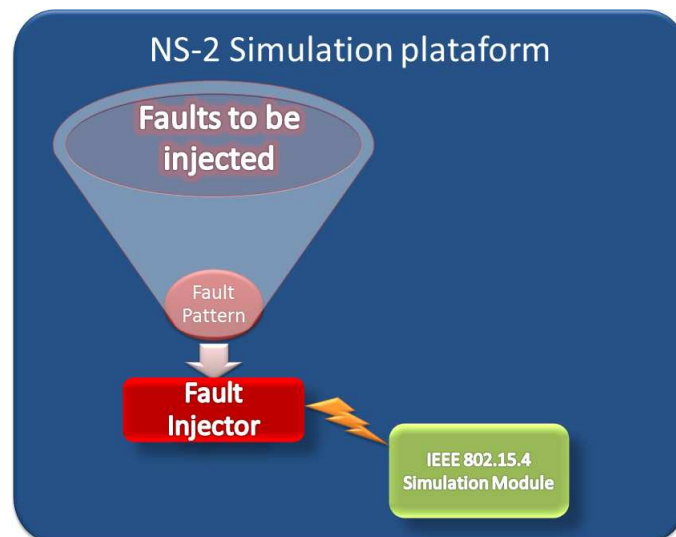 NS-2 Simulation plataform
Faults to be
injected
Fault
Pattern
Fault
Injector
IEEE 802.15.4
Simulation Module